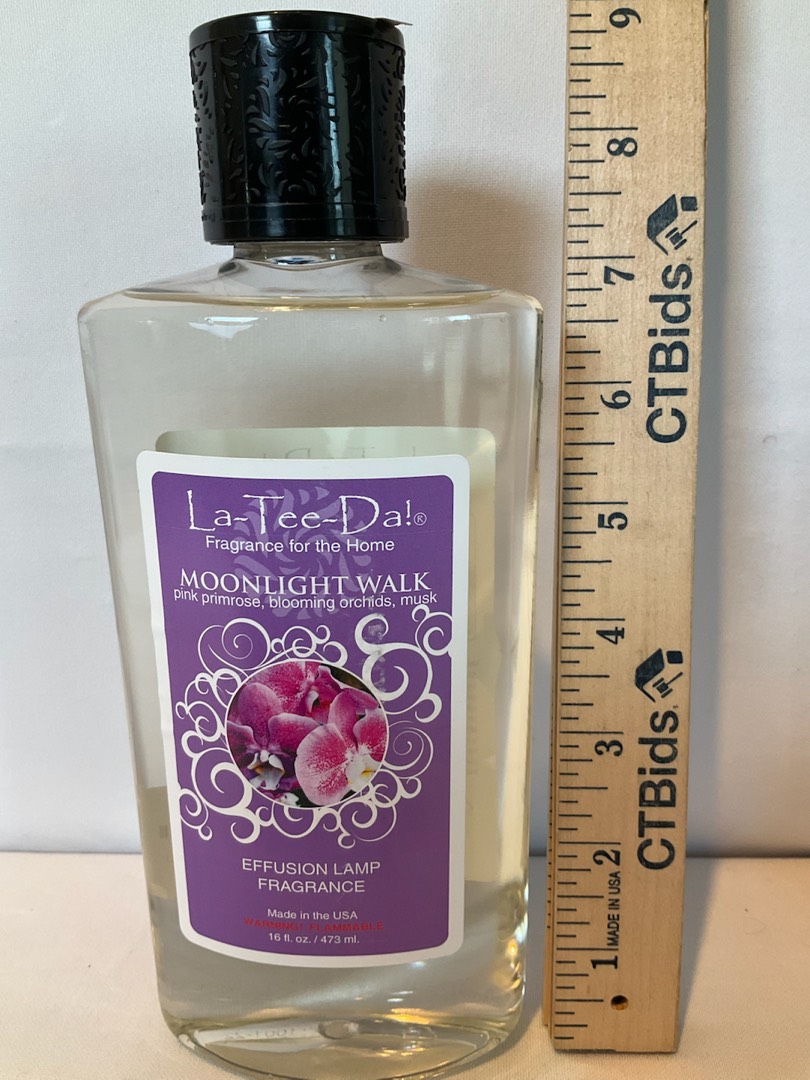 La-Tee-Da!®
Fragrance for the Home
MOONLIGHT WALK
pink primrose, blooming orchids, musk
EFFUSION LAMP
FRAGRANCE
Made in the USA
WARNING! FLAMMABLE
16 fl. oz. / 473 ml.
9
8
7
6
5
4
3
2
1
MADE IN USA
CTBids
CTBids